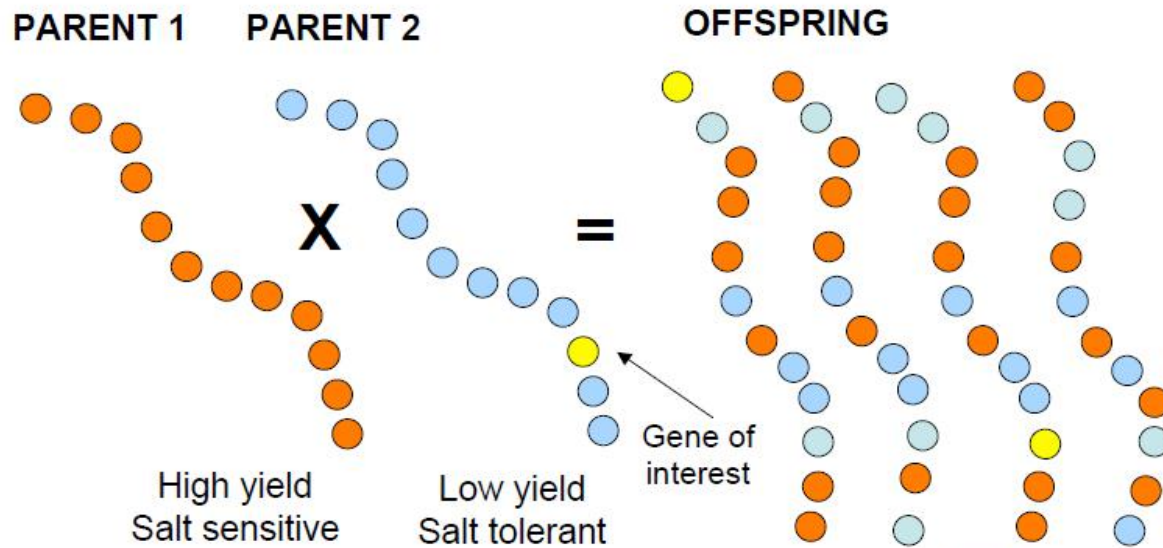 PARENT 1 PARENT 2 OFFSPRING
X =
Gene of
interest
High yield
Salt sensitive
Low yield
Salt tolerant